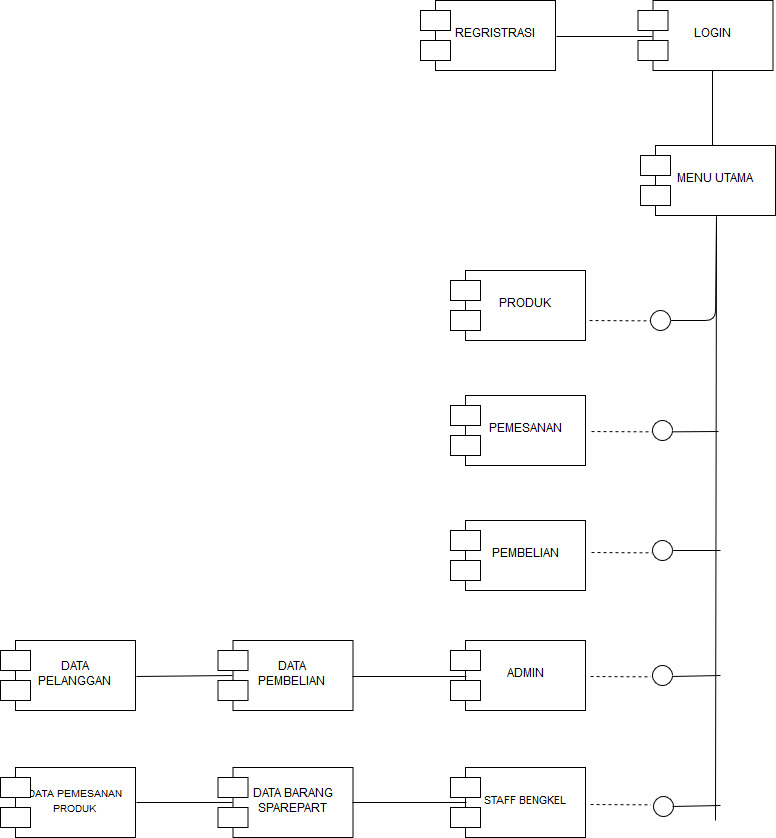 REGRISTRASI
LOGIN
MENU UTAMA
PRODUK
PEMESANAN
PEMBELIAN
DATA
PELANGGAN
DATA
PEMBELIAN
ADMIN
DATA PEMESANAN
PRODUK
DATA BARANG
SPAREPART
STAFF BENGKEL